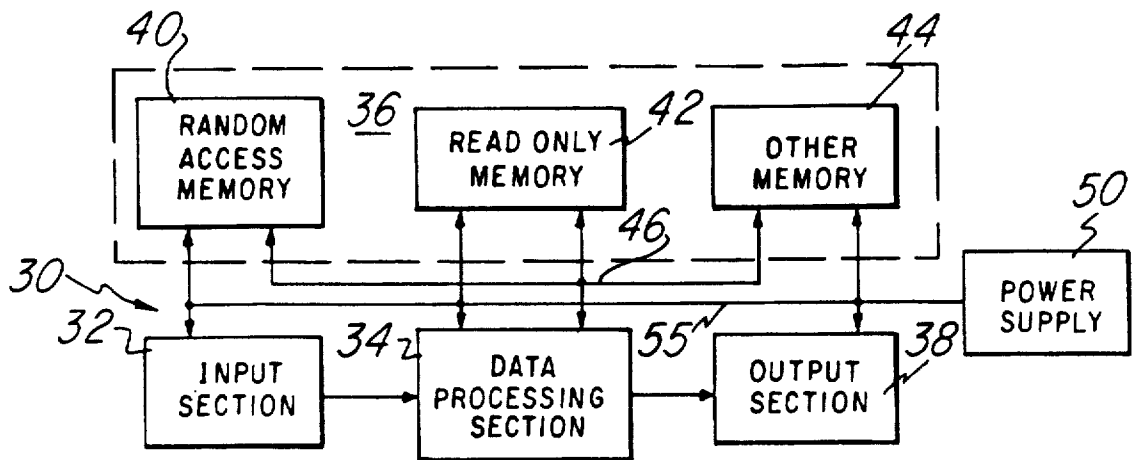 40
44
RANDOM
ACCESS
MEMORY
36
READ ONLY
MEMORY
42
OTHER
MEMORY
50
46
30
POWER
SUPPLY
32
34
55
38
INPUT
SECTION
DATA
PROCESSING
SECTION
OUTPUT
SECTION